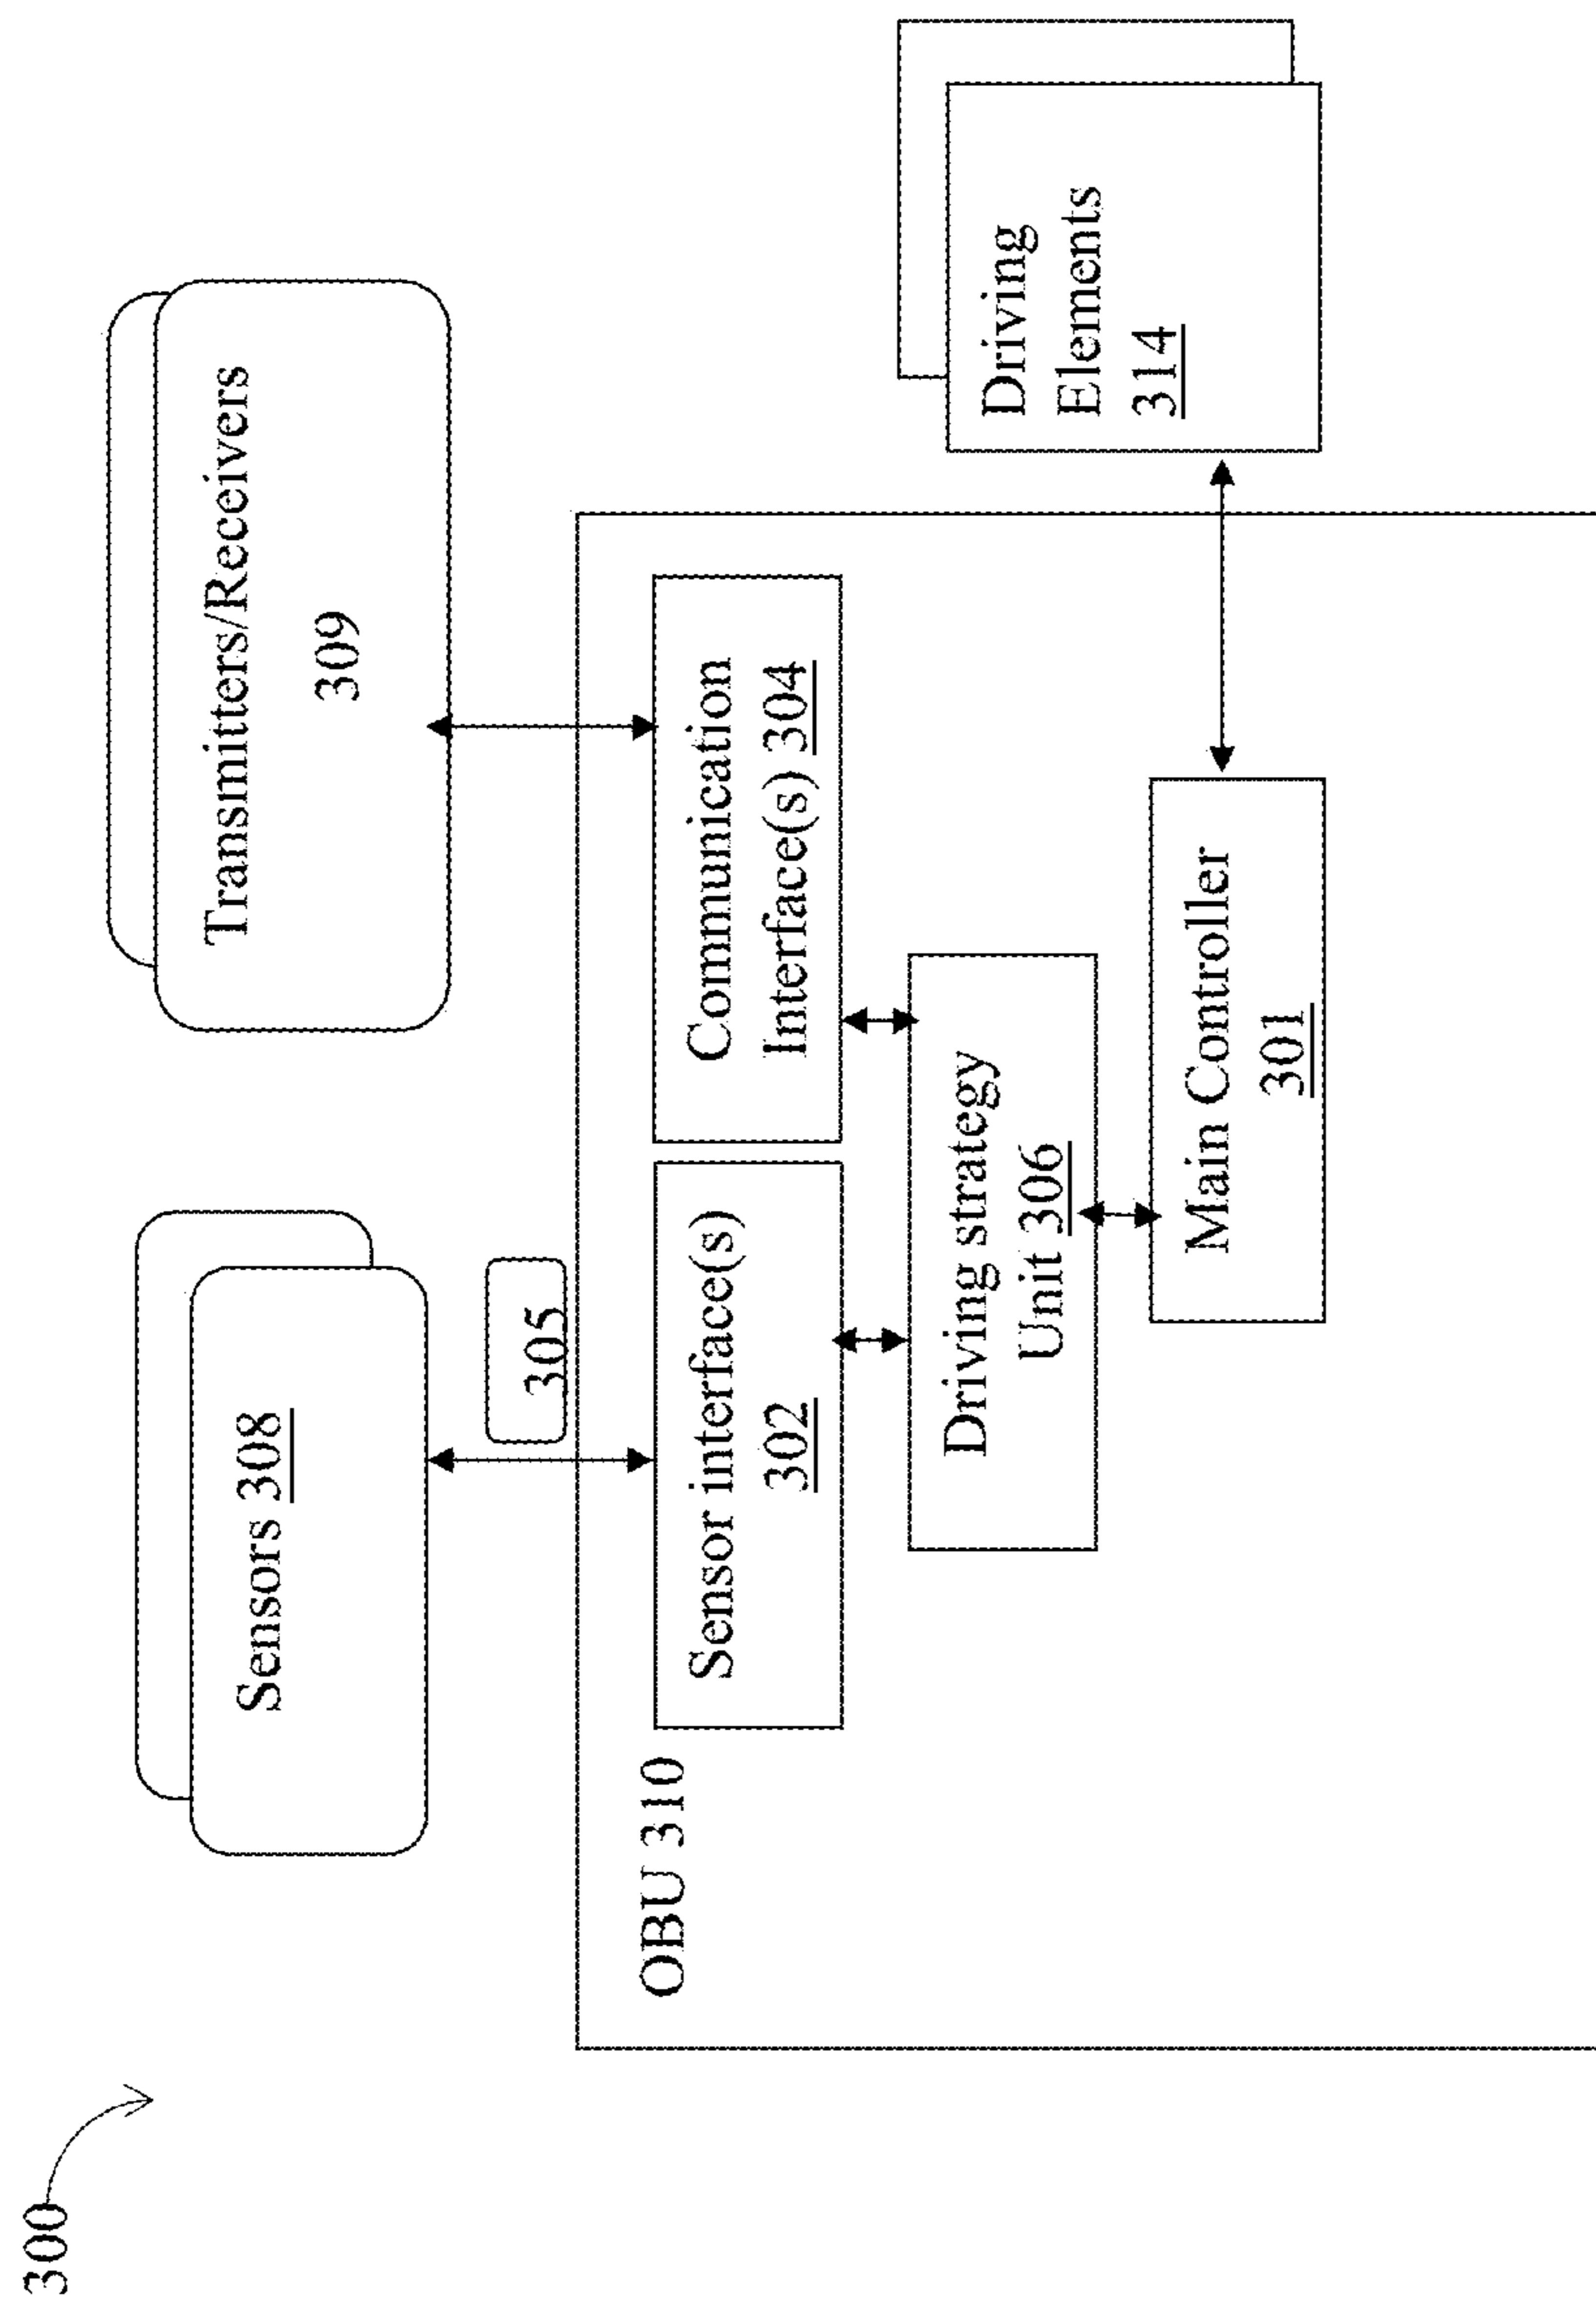 300
Sensors 308
Transmitters/Receivers
309
305
OBU 310
Sensor interface(s)
302
Communication
Interface(s) 304
Driving strategy
Unit 306
Main Controller
301
Driving
Elements
314